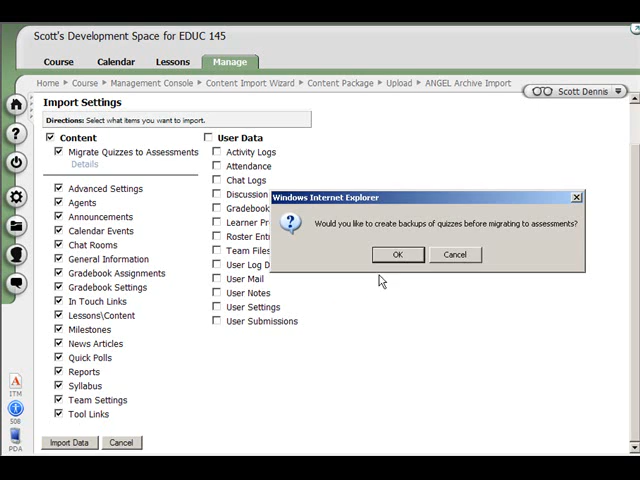 Scott's Development Space for EDUC 145
Course Calendar Lessons Manage
Home Course Management Console Content Import Wizard Content Package Upload ANGEL Archive Import
Scott Dennis
Import Settings
Directions: Select what items you want to import.
Content
Migrate Quizzes to Assessments
Details
Advanced Settings
Agents
Announcements
Calendar Events
Chat Rooms
General Information
Gradebook Assignments
Gradebook Settings
In Touch Links
Lessons\Content
Milestones
News Articles
Quick Polls
Reports
Syllabus
Team Settings
Tool Links
User Data
Activity Logs
Attendance
Chat Logs
Discussion
Gradebook
Learner Pr
Roster Ent
Team Files
User Log D
User Mail
User Notes
User Settings
User Submissions
Windows Internet Explorer
Would you like to create backups of quizzes before migrating to assessments?
OK Cancel
Import Data Cancel
ITM
508
PDA